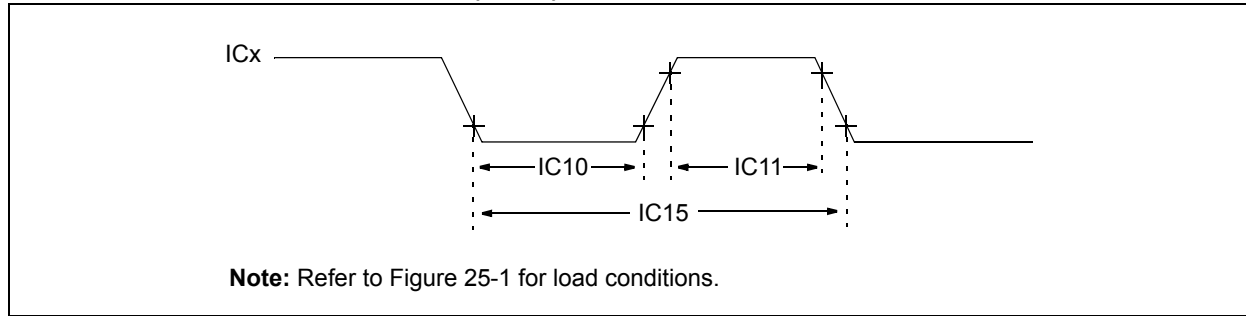 ICx
IC10
IC11
IC15
Note: Refer to Figure 25-1 for load conditions.